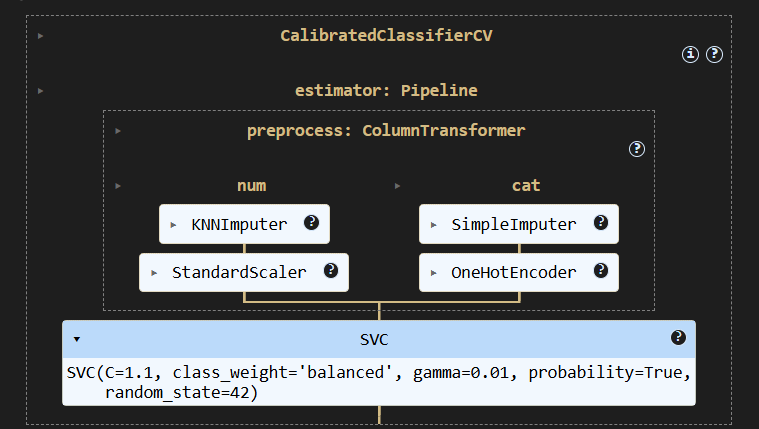 CalibratedClassifierCV
i ?
estimator: Pipeline
preprocess: ColumnTransformer
?
num cat
KNNImputer ? SimpleImputer ?
StandardScaler ? OneHotEncoder ?
SVC ?
SVC(C=1.1, class_weight='balanced', gamma=0.01, probability=True,
random_state=42)